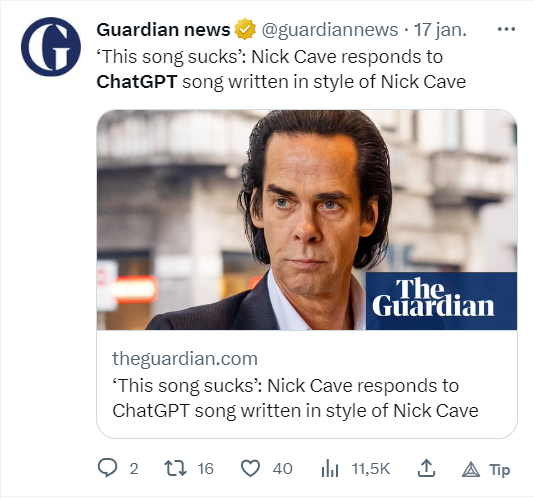 Guardian news @guardiannews · 17 jan.
‘This song sucks’: Nick Cave responds to
ChatGPT song written in style of Nick Cave
The
Guardian
theguardian.com
‘This song sucks’: Nick Cave responds to
ChatGPT song written in style of Nick Cave
2 16 40 11,5K Tip